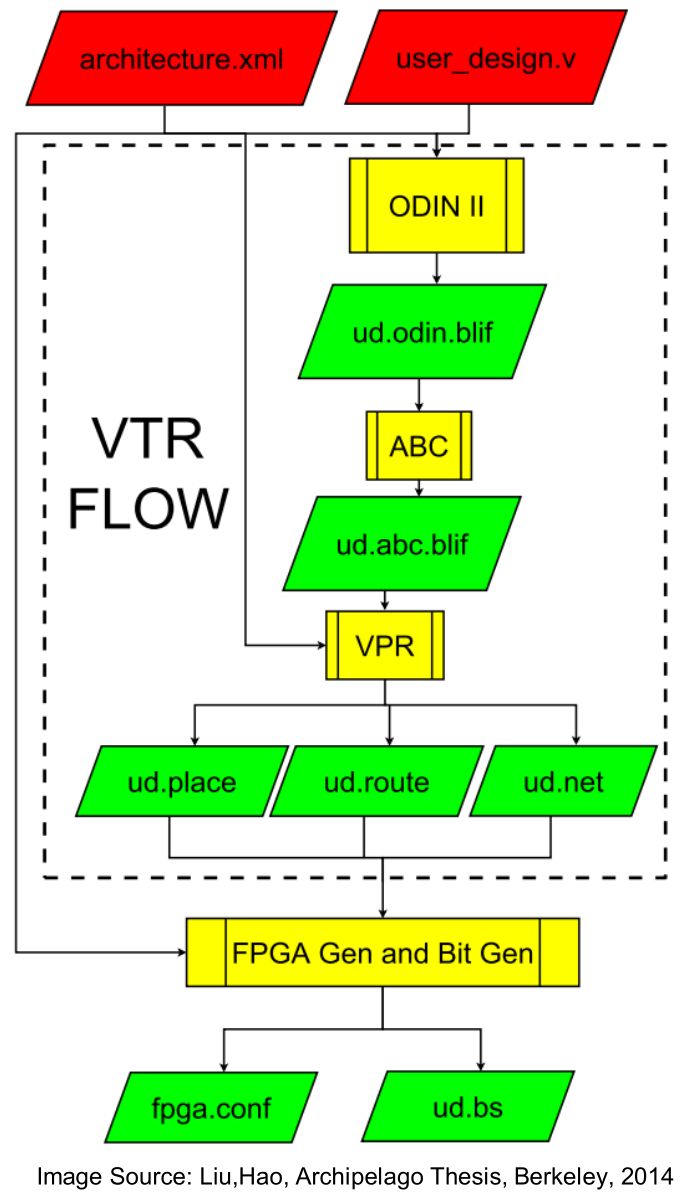 architecture.xml
user_design.v
ODIN II
ud.odin.blif
VTR
FLOW
ABC
ud.abc.blif
VPR
ud.place
ud.route
ud.net
FPGA Gen and Bit Gen
fpga.conf
ud.bs
Image Source: Liu,Hao, Archipelago Thesis, Berkeley, 2014